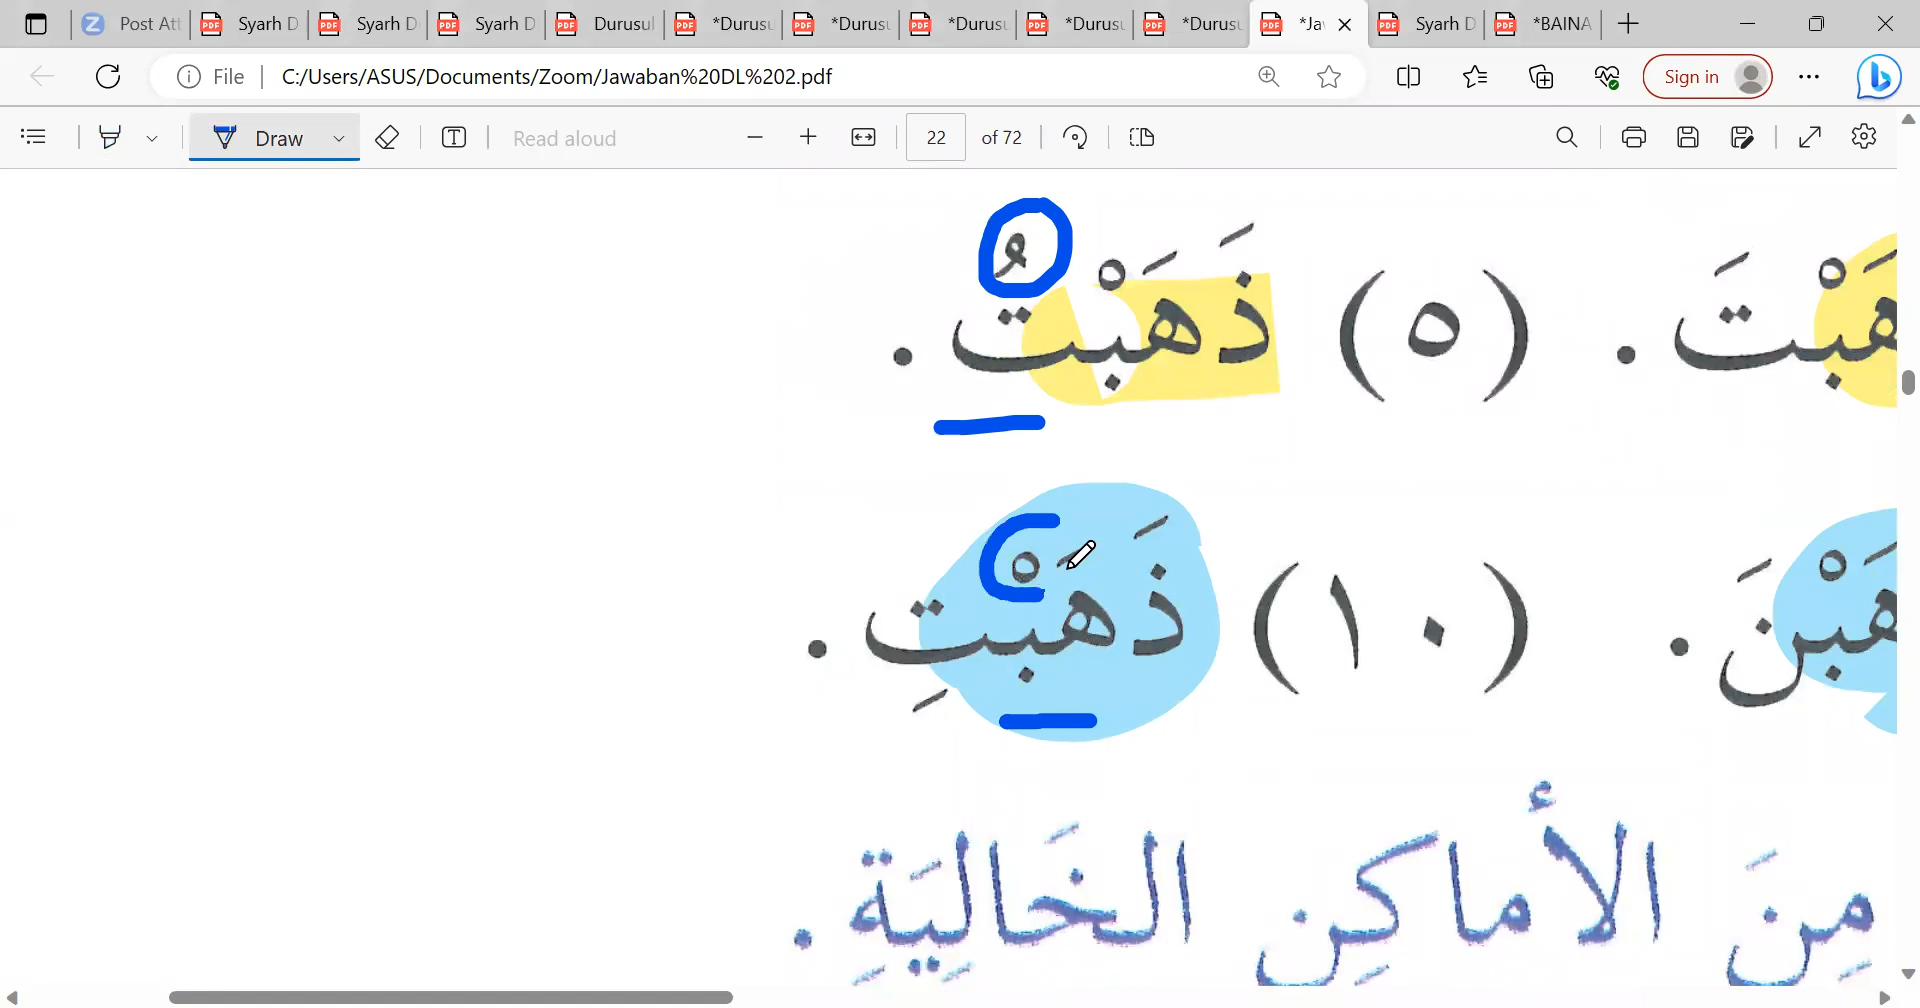 Post Att Syarh D Syarh D Syarh D Durusul *Durusu *Durusu *Durusu *Durusu *Durusu *Ja Syarh D *BAINA
File C:/Users/ASUS/Documents/Zoom/Jawaban%20DL%202.pdf Sign in
Draw Read aloud 22 of 72
هَبْتَ . (٥) ذَهَبْتُ .
هَبْنَ . (١٠) ذَهَبْتِ .
مِنَ الأَماكِنِ الخَالِيَةِ .